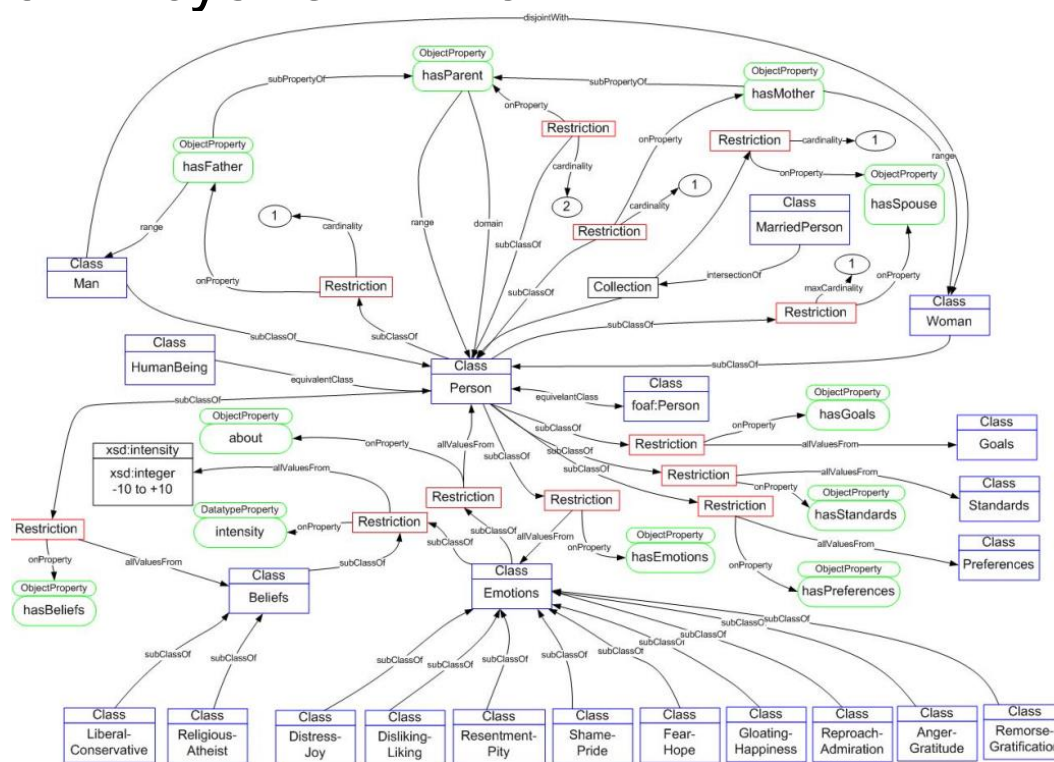 disjointWith
ObjectProperty
hasParent
subPropertyOf
subPropertyOf
ObjectProperty
hasMother
onProperty
Restriction
onProperty
Restriction
cardinality
1
ObjectProperty
hasFather
cardinality
onProperty
range
ObjectProperty
hasSpouse
1
2
cardinality
Class
MarriedPerson
1
range
cardinality
range
domain
subClassOf
Restriction
Class
Man
onProperty
Restriction
subClassOf
Collection
intersectionOf
1
onProperty
maxCardinality
Restriction
Class
Woman
subClassOf
subClassOf
subClassOf
subClassOf
Class
HumanBeing
equivalentClass
Class
Person
equivelantClass
Class
foaf:Person
subClassOf
ObjectProperty
hasGoals
ObjectProperty
about
onProperty
allValuesFrom
subClassOf
Restriction
onProperty
allValuesFrom
Class
Goals
xsd:intensity
xsd:integer
-10 to +10
allValuesFrom
subClassOf
subClassOf
subClassOf
Restriction
allValuesFrom
onProperty
Class
Standards
Restriction
Restriction
Restriction
ObjectProperty
hasStandards
Restriction
onProperty
allValuesFrom
DatatypeProperty
intensity
onProperty
Restriction
subClassOf
subClassOf
allValuesFrom
onProperty
ObjectProperty
hasEmotions
onProperty
allValuesFrom
Class
Preferences
ObjectProperty
hasBeliefs
Class
Beliefs
subClassOf
Class
Emotions
ObjectProperty
hasPreferences
subClassOf
subClassOf
subClassOf
subClassOf
subClassOf
subClassOf
subClassOf
subClassOf
subClassOf
subClassOf
subClassOf
Class
Liberal-
Conservative
Class
Religious-
Atheist
Class
Distress-
Joy
Class
Disliking-
Liking
Class
Resentment-
Pity
Class
Shame-
Pride
Class
Fear-
Hope
Class
Gloating-
Happiness
Class
Reproach-
Admiration
Class
Anger-
Gratitude
Class
Remorse-
Gratification